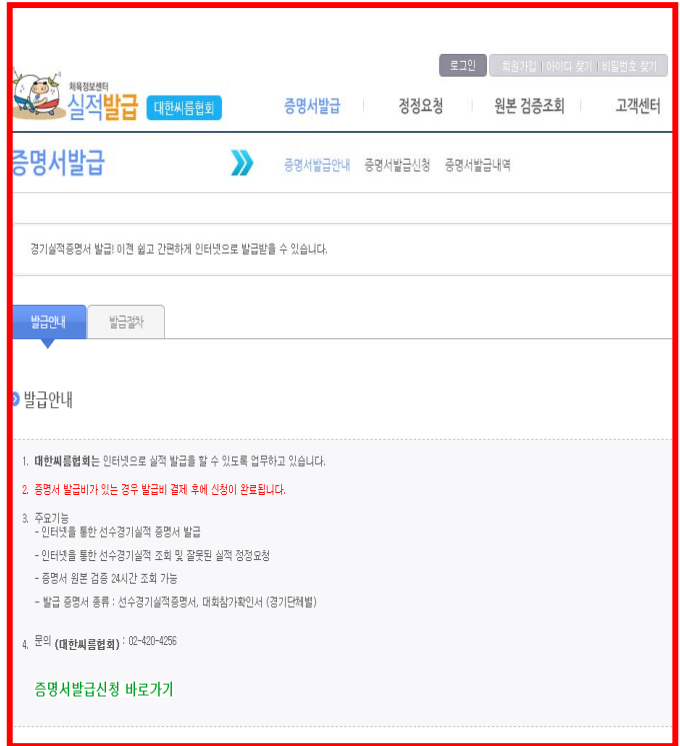 로그인 회원가입 | 아이디 찾기 | 비밀번호 찾기
체육정보센터
실적발급 대한씨름협회 증명서발급 정정요청 원본 검증조회 고객센터
증명서발급 증명서발급안내 증명서발급신청 증명서발급내역
경기실적증명서 발급! 이젠 쉽고 간편하게 인터넷으로 발급받을 수 있습니다.
발급안내 발급절차
발급안내
1. 대한씨름협회는 인터넷으로 실적 발급을 할 수 있도록 업무하고 있습니다.
2. 증명서 발급비가 있는 경우 발급비 결제 후에 신청이 완료됩니다.
3. 주요기능
- 인터넷을 통한 선수경기실적 증명서 발급
- 인터넷을 통한 선수경기실적 조회 및 잘못된 실적 정정요청
- 증명서 원본 검증 24시간 조회 가능
- 발급 증명서 종류 : 선수경기실적증명서, 대회참가확인서 (경기단체별)
4. 문의 (대한씨름협회) : 02-420-4256
증명서발급신청 바로가기